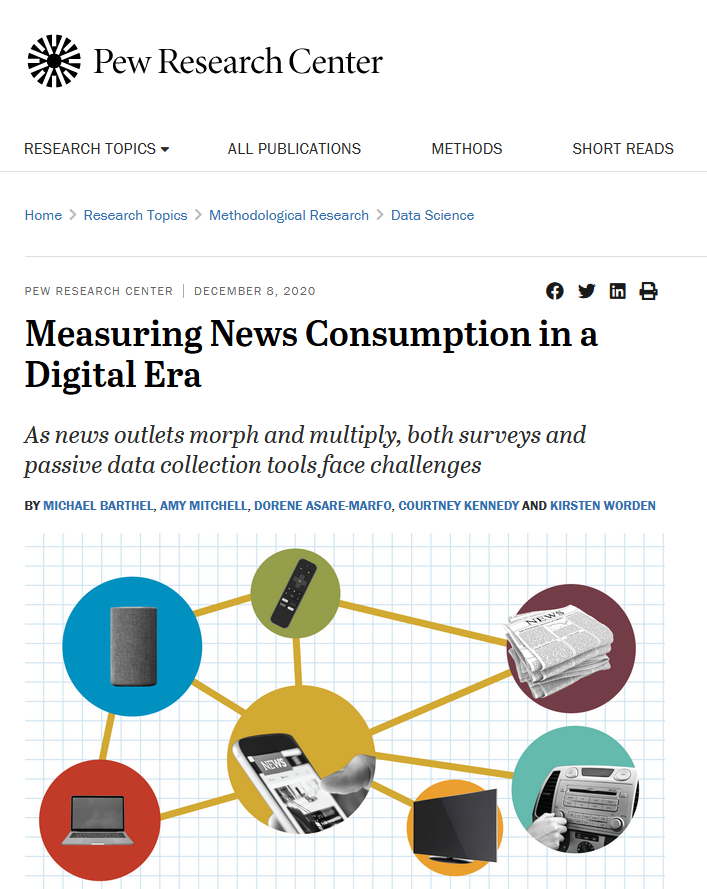 Pew Research Center
RESEARCH TOPICS ALL PUBLICATIONS METHODS SHORT READS
Home Research Topics Methodological Research Data Science
PEW RESEARCH CENTER | DECEMBER 8, 2020
Measuring News Consumption in a
Digital Era
As news outlets morph and multiply, both surveys and
passive data collection tools face challenges
BY MICHAEL BARTHEL, AMY MITCHELL, DORENE ASARE-MARFO, COURTNEY KENNEDY AND KIRSTEN WORDEN
NEWS
NEWS